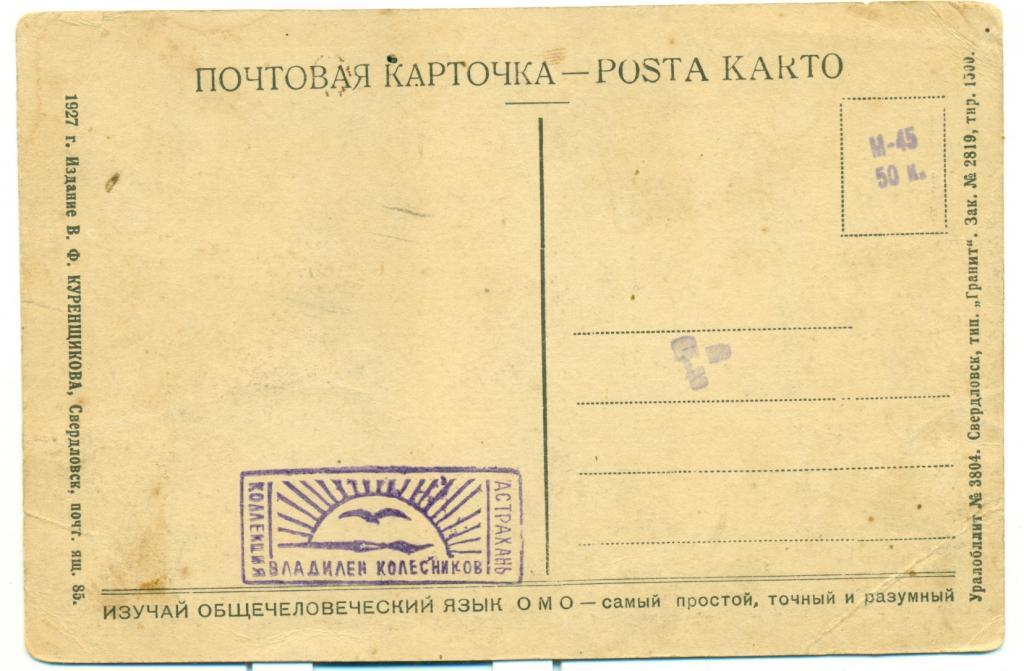 ПОЧТОВАЯ КАРТОЧКА — POSTA KARTO
1927 г. Издание В. Ф. КУРЕНЩИКОВА, Свердловск, почт. ящ. 85.
М-45
50 К.
КОЛЛЕКЦИЯ
ВЛАДИЛЕН КОЛЕСНИКОВ
АСТРАХАНЬ
Уралобллит № 3804. Свердловск, тип. „Гранит“. Зак. № 2819, тир. 1500.
ИЗУЧАЙ ОБЩЕЧЕЛОВЕЧЕСКИЙ ЯЗЫК ОМО — самый простой, точный и разумный